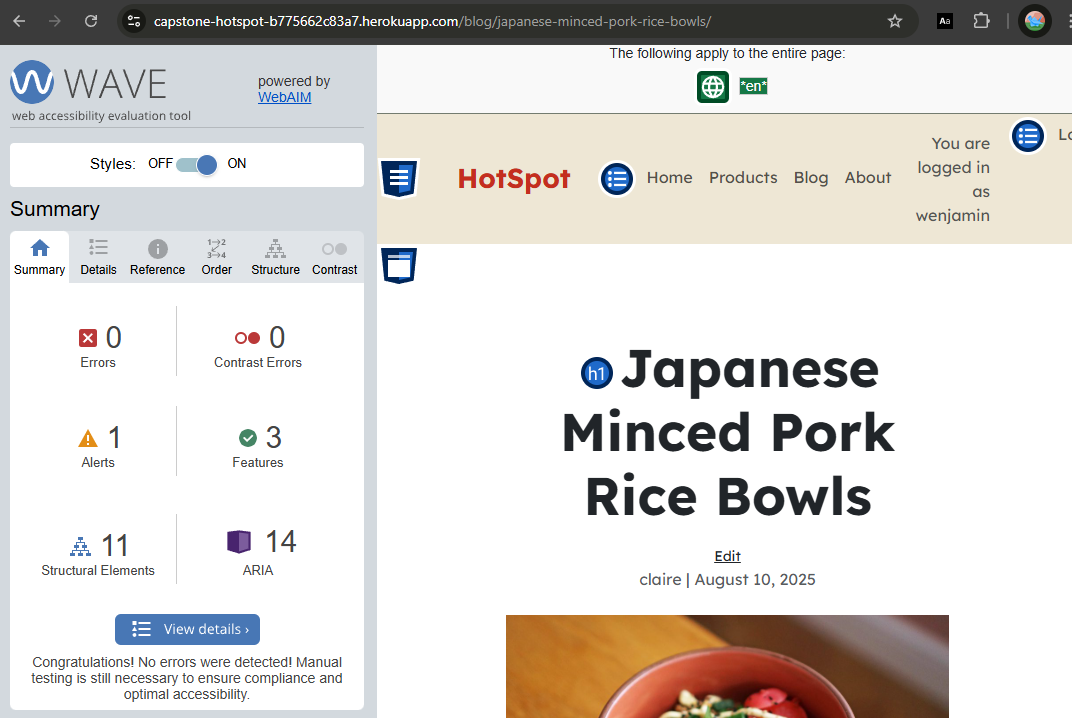 capstone-hotspot-b775662c83a7.herokuapp.com/blog/japanese-minced-pork-rice-bowls/
Aa
WAVE
web accessibility evaluation tool
powered by
WebAIM
Styles: OFF ON
Summary
Summary Details Reference Order Structure Contrast
0
Errors
0
Contrast Errors
1
Alerts
3
Features
11
Structural Elements
14
ARIA
View details ›
Congratulations! No errors were detected! Manual
testing is still necessary to ensure compliance and
optimal accessibility.
The following apply to the entire page:
*en*
HotSpot
Home Products Blog About
You are
logged in
as
wenjamin
h1 Japanese
Minced Pork
Rice Bowls
Edit
claire | August 10, 2025